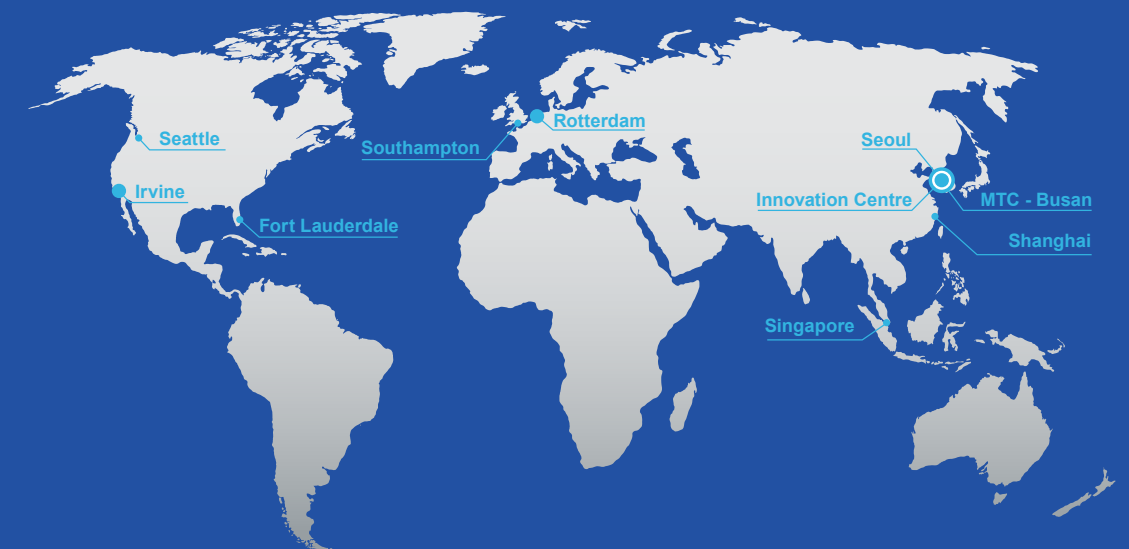 Rotterdam
Seattle
Southampton
Seoul
Irvine
Innovation Centre
MTC - Busan
Fort Lauderdale
Shanghai
Singapore